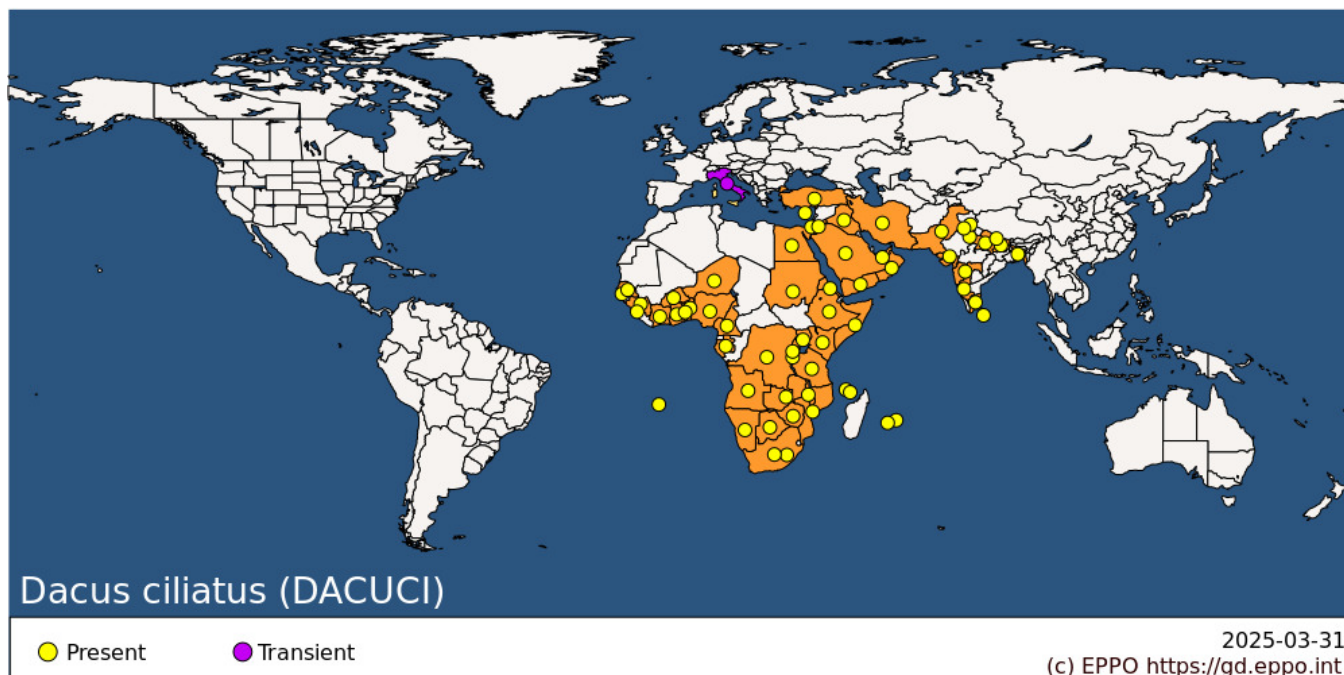 Dacus ciliatus (DACUCI)
Present
Transient
2025-03-31
(c) EPPO https://gd.eppo.int